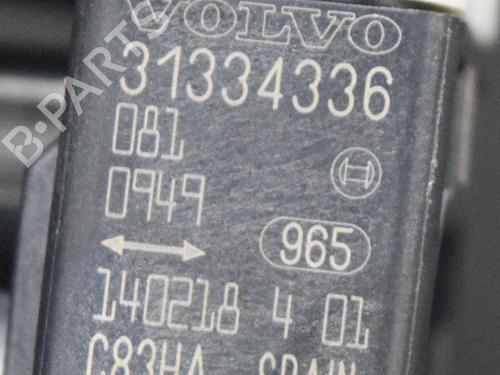 VOLVO
31334336
081
0949
965
140218 4 01
C83HA SPAIN
B-PARTS